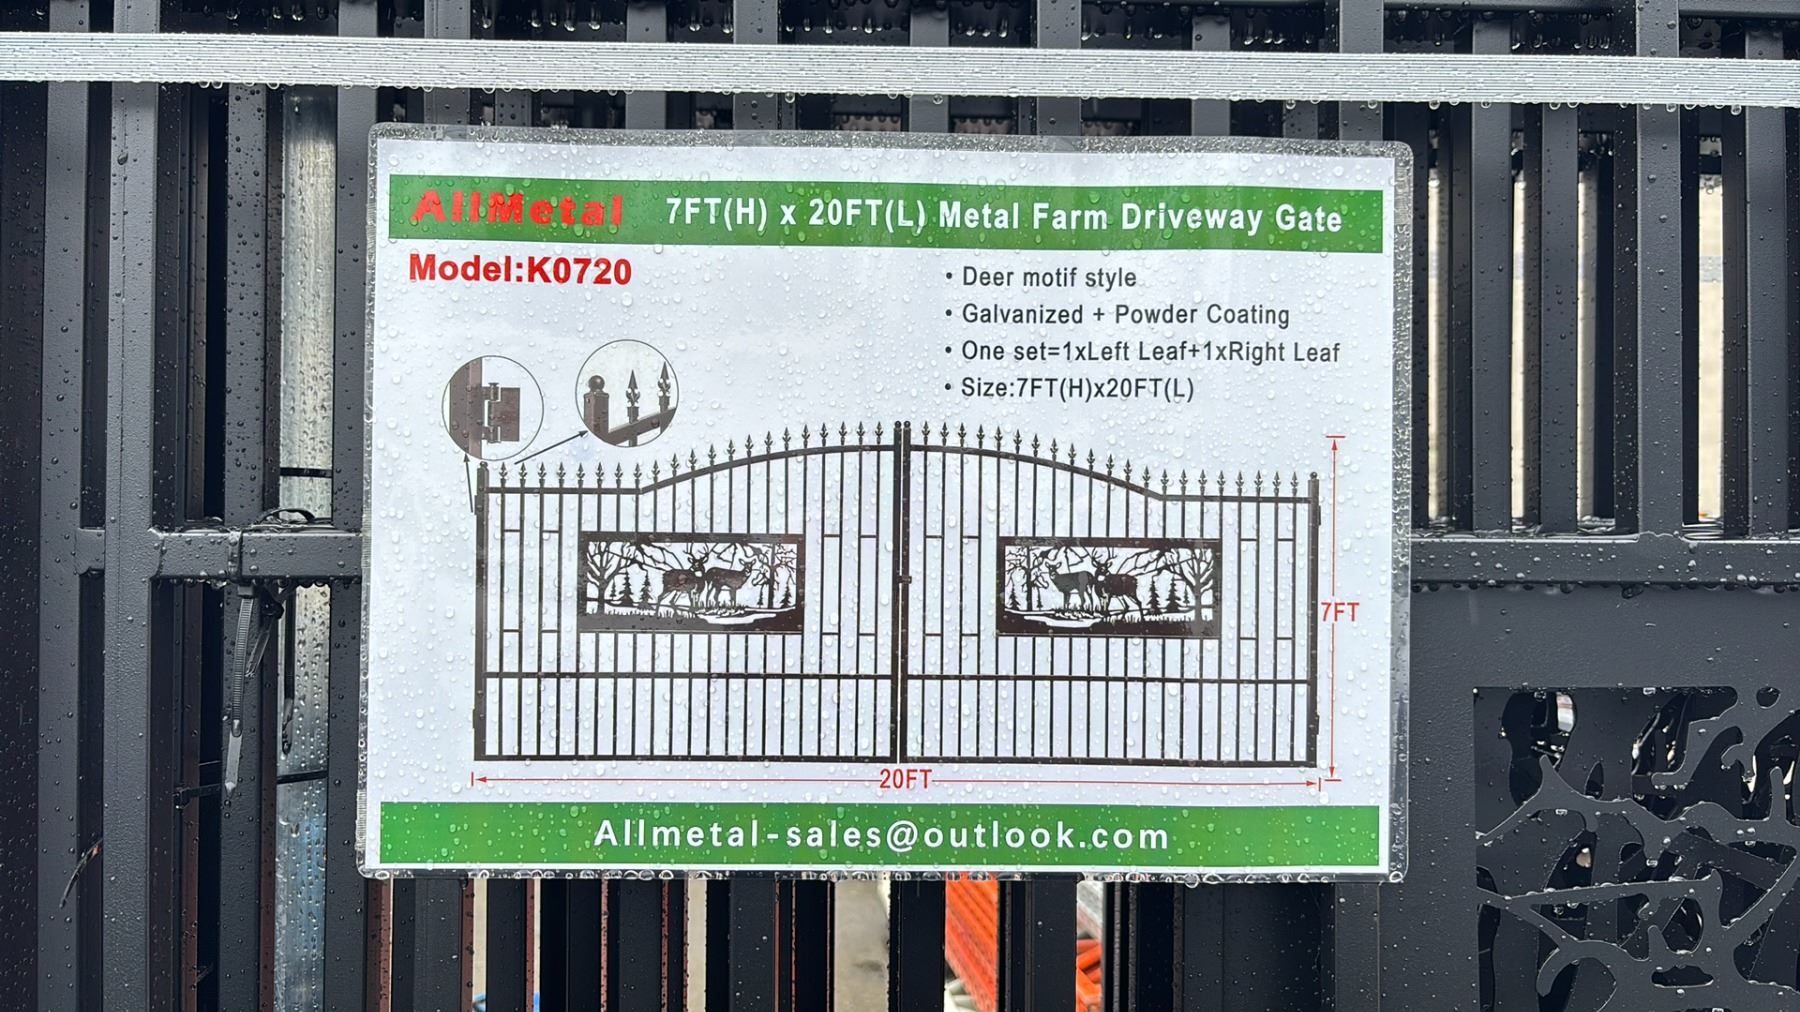 AllMetal 7FT(H) x 20FT(L) Metal Farm Driveway Gate
Model:K0720
• Deer motif style
• Galvanized + Powder Coating
• One set=1xLeft Leaf+1xRight Leaf
• Size:7FT(H)x20FT(L)
7FT
20FT
Allmetal-sales@outlook.com